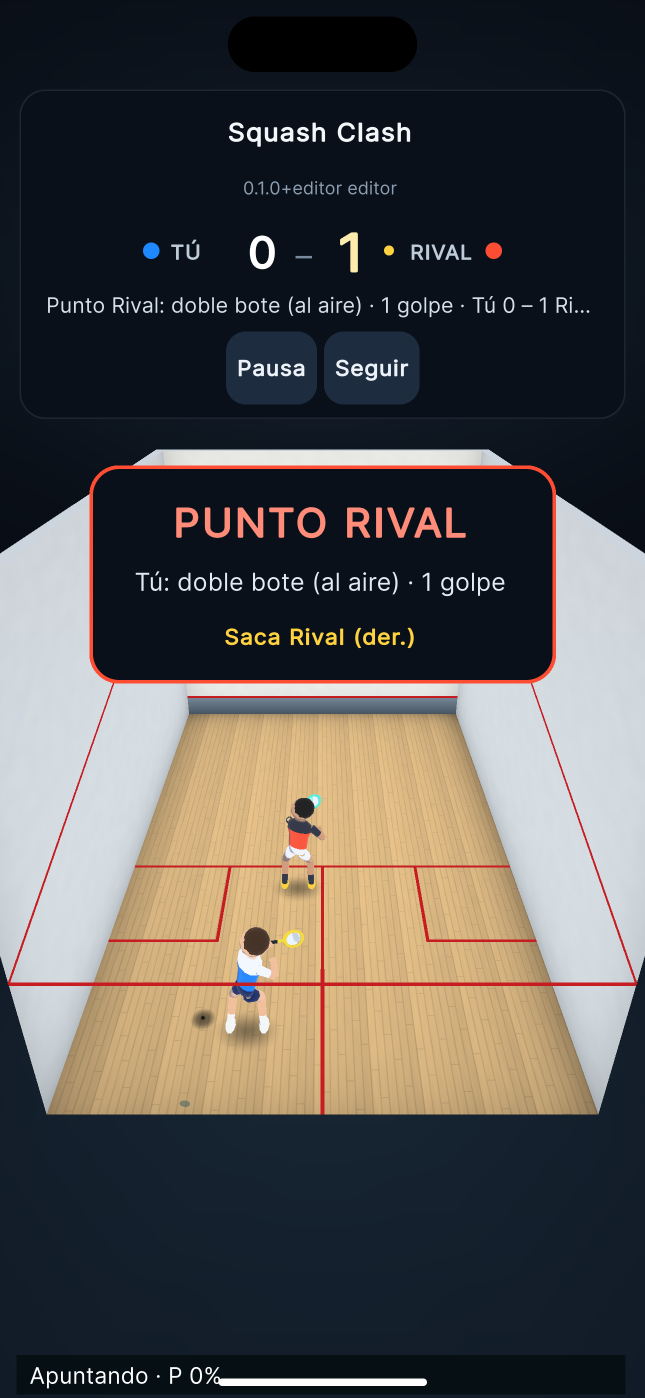 Squash Clash
0.1.0+editor editor
TÚ 0 – 1 RIVAL
Punto Rival: doble bote (al aire) · 1 golpe · Tú 0 – 1 Ri...
Pausa Seguir
PUNTO RIVAL
Tú: doble bote (al aire) · 1 golpe
Saca Rival (der.)
Apuntando · P 0%